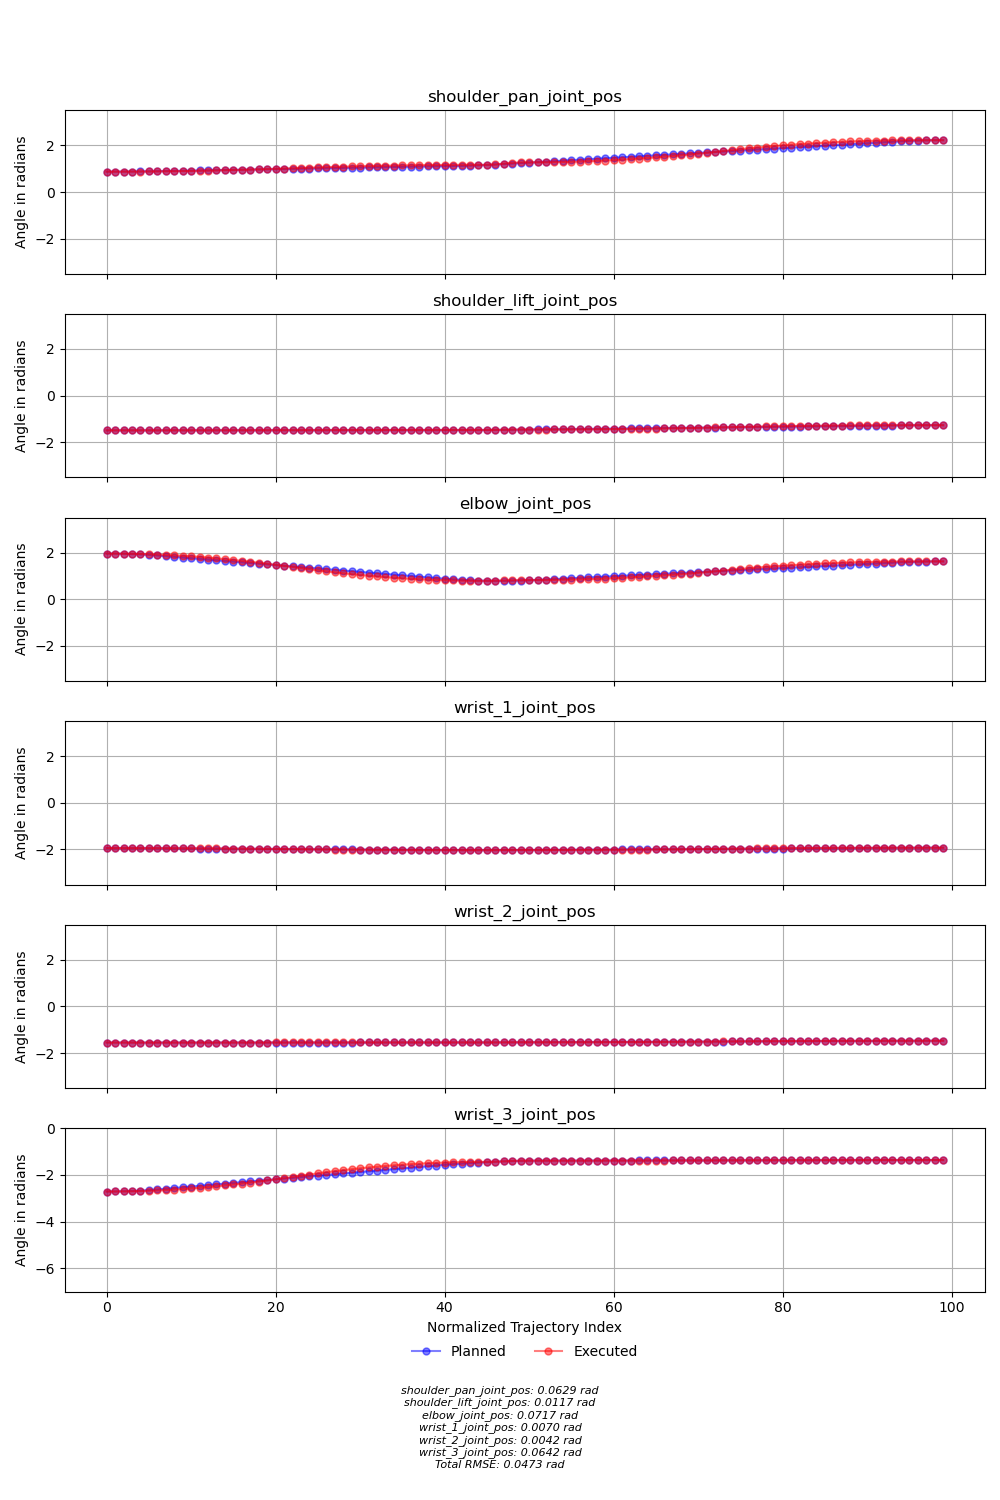 shoulder_pan_joint_pos
Angle in radians
2
0
−2
shoulder_lift_joint_pos
Angle in radians
2
0
−2
elbow_joint_pos
Angle in radians
2
0
−2
wrist_1_joint_pos
Angle in radians
2
0
−2
wrist_2_joint_pos
Angle in radians
2
0
−2
wrist_3_joint_pos
Angle in radians
0
−2
−4
−6
0 20 40 60 80 100
Normalized Trajectory Index
Planned Executed
shoulder_pan_joint_pos: 0.0629 rad
shoulder_lift_joint_pos: 0.0117 rad
elbow_joint_pos: 0.0717 rad
wrist_1_joint_pos: 0.0070 rad
wrist_2_joint_pos: 0.0042 rad
wrist_3_joint_pos: 0.0642 rad
Total RMSE: 0.0473 rad